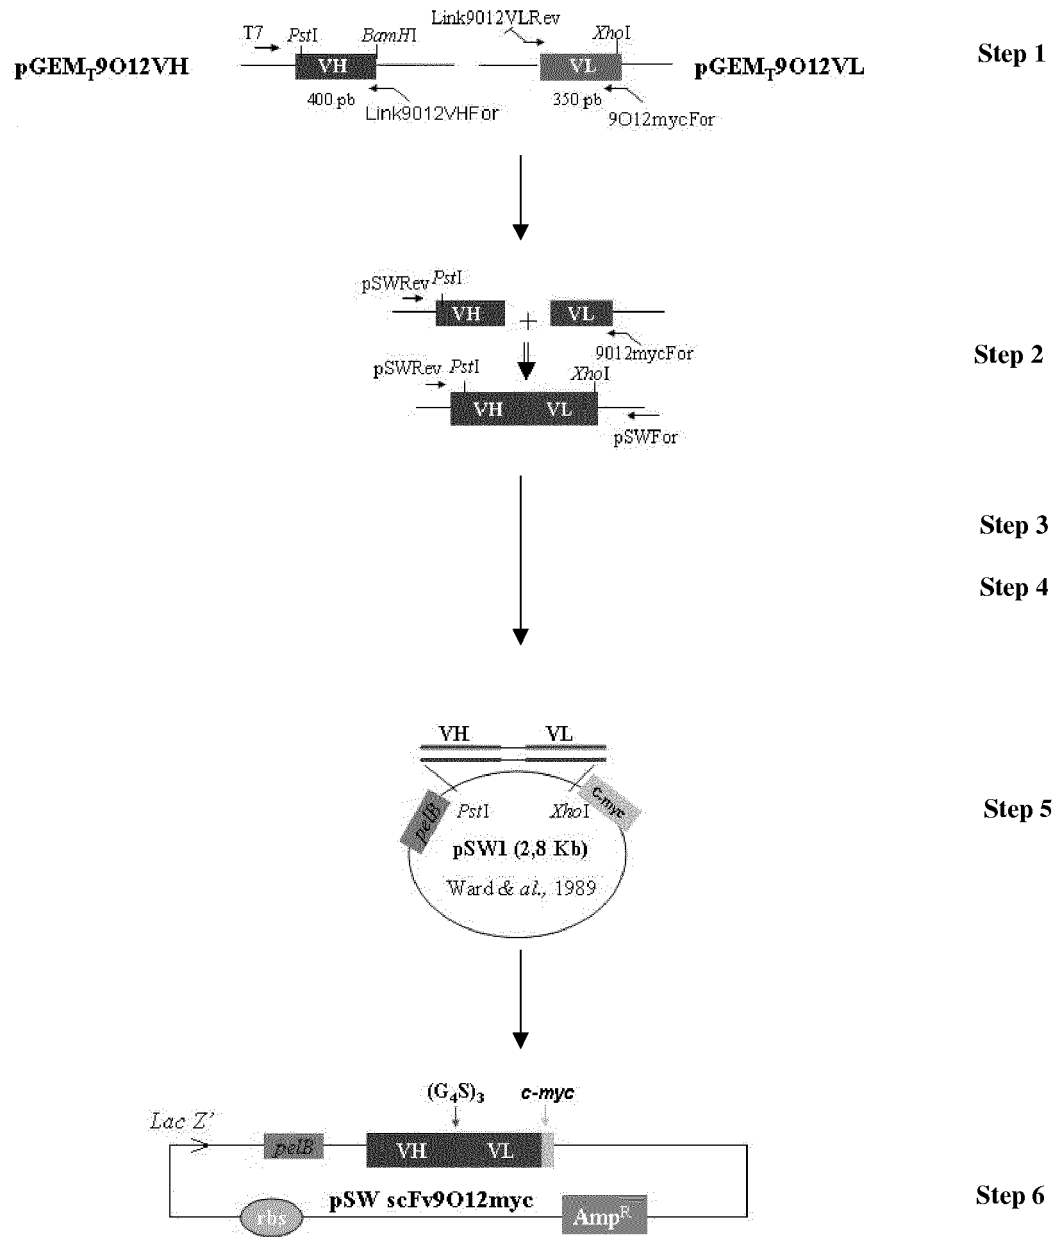 Link9012VLRev
T7
PstI
BamHI
XhoI
Step 1
pGEMT9O12VH
VH
VL
pGEMT9O12VL
400 pb
350 pb
Link9012VHFor
9O12mycFor
pSWRev
PstI
VH
+
VL
9012mycFor
Step 2
pSWRev
PstI
XhoI
VH
VL
pSWFor
Step 3
Step 4
VH
VL
pelB
PstI
XhoI
c-myc
Step 5
pSW1 (2,8 Kb)
Ward & al., 1989
(G4S)3
c-myc
Lac Z'
pelB
VH
VL
pSW scFv9O12myc
Step 6
rbs
AmpR